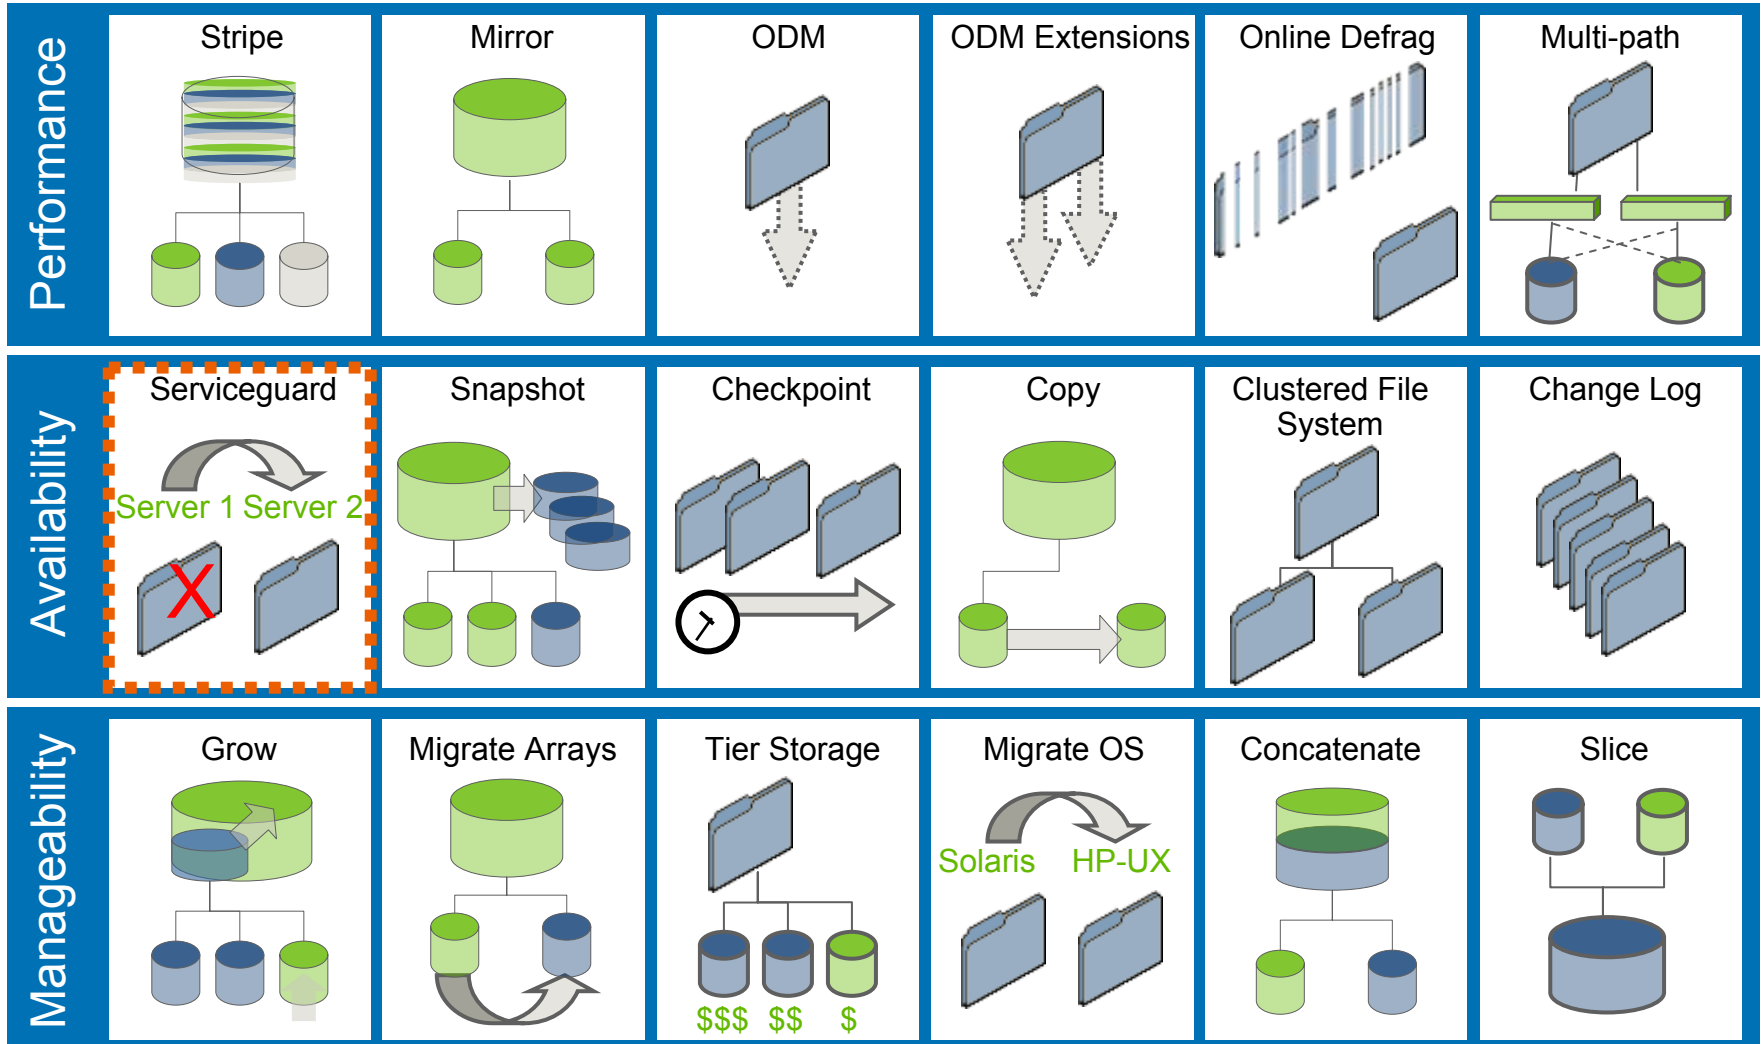 Performance
Stripe
Mirror
ODM
ODM Extensions
Online Defrag
Multi-path
Availability
Serviceguard
Server 1 Server 2
X
Snapshot
Checkpoint
Copy
Clustered File
System
Change Log
Manageability
Grow
Migrate Arrays
Tier Storage
$$$ $$ $
Migrate OS
Solaris HP-UX
Concatenate
Slice